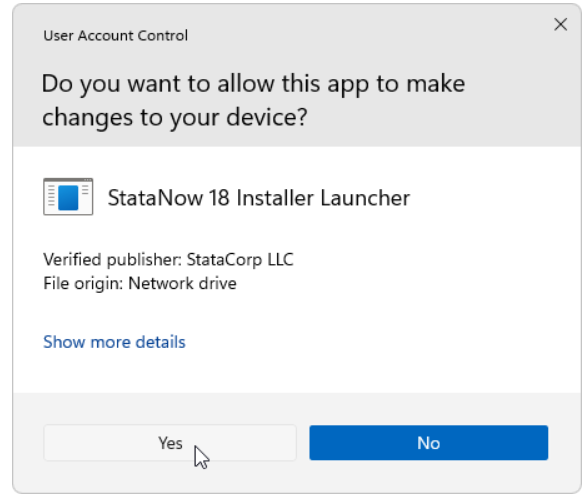 User Account Control
Do you want to allow this app to make
changes to your device?
StataNow 18 Installer Launcher
Verified publisher: StataCorp LLC
File origin: Network drive
Show more details
Yes
No